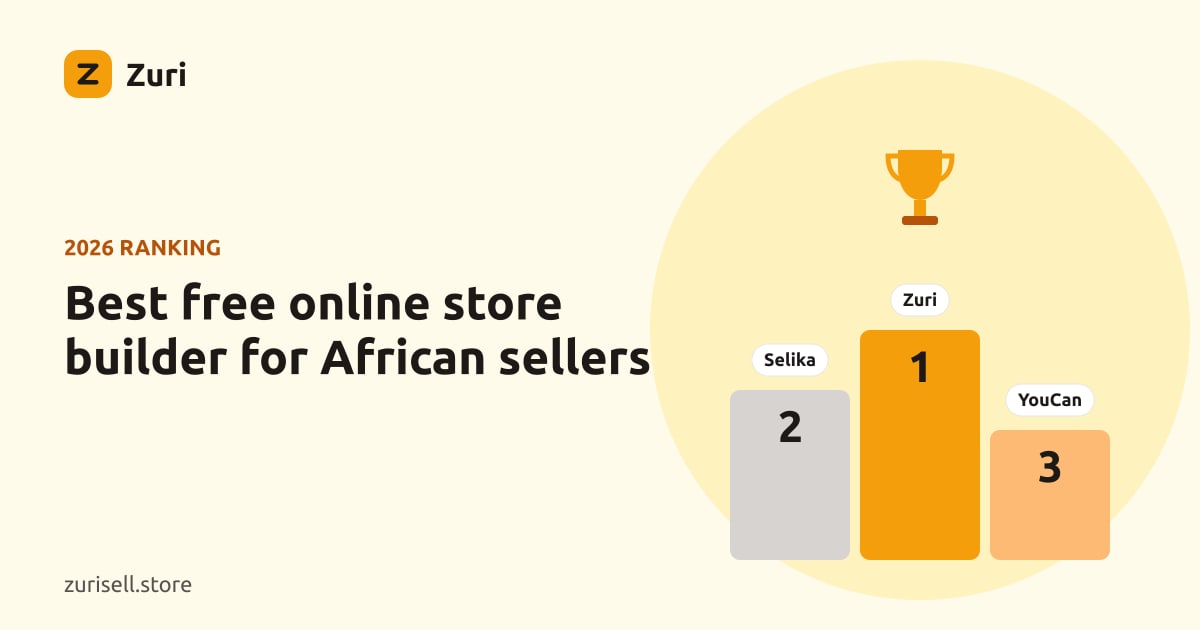 Z
Zuri
2026 RANKING
Best free online store
builder for African sellers
Zuri
1
Selika
2
YouCan
3
zurisell.store